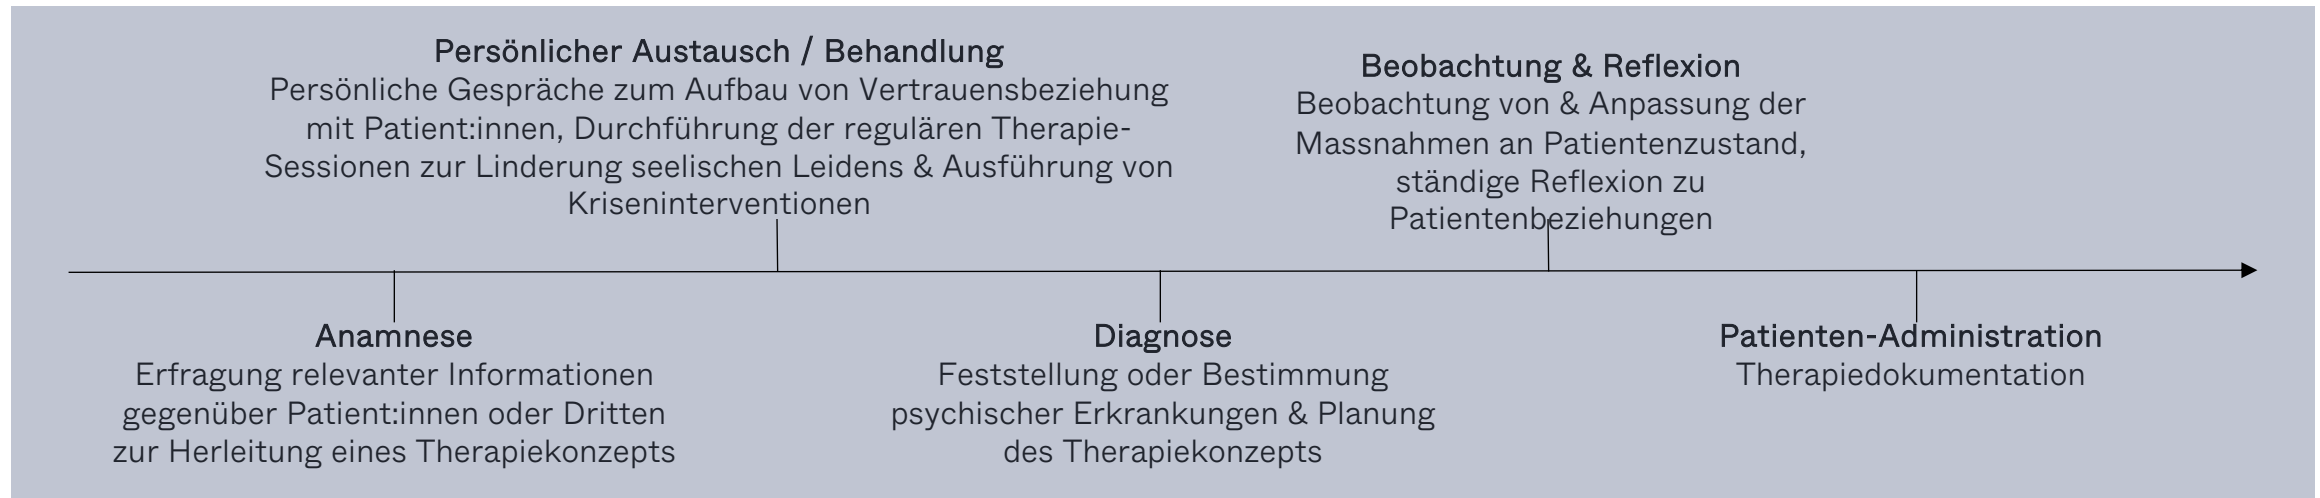 Persönlicher Austausch / Behandlung
Persönliche Gespräche zum Aufbau von Vertrauensbeziehung
mit Patient:innen, Durchführung der regulären Therapie-
Sessionen zur Linderung seelischen Leidens & Ausführung von
Kriseninterventionen
Beobachtung & Reflexion
Beobachtung von & Anpassung der
Massnahmen an Patientenzustand,
ständige Reflexion zu
Patientenbeziehungen
Anamnese
Erfragung relevanter Informationen
gegenüber Patient:innen oder Dritten
zur Herleitung eines Therapiekonzepts
Diagnose
Feststellung oder Bestimmung
psychischer Erkrankungen & Planung
des Therapiekonzepts
Patienten-Administration
Therapiedokumentation